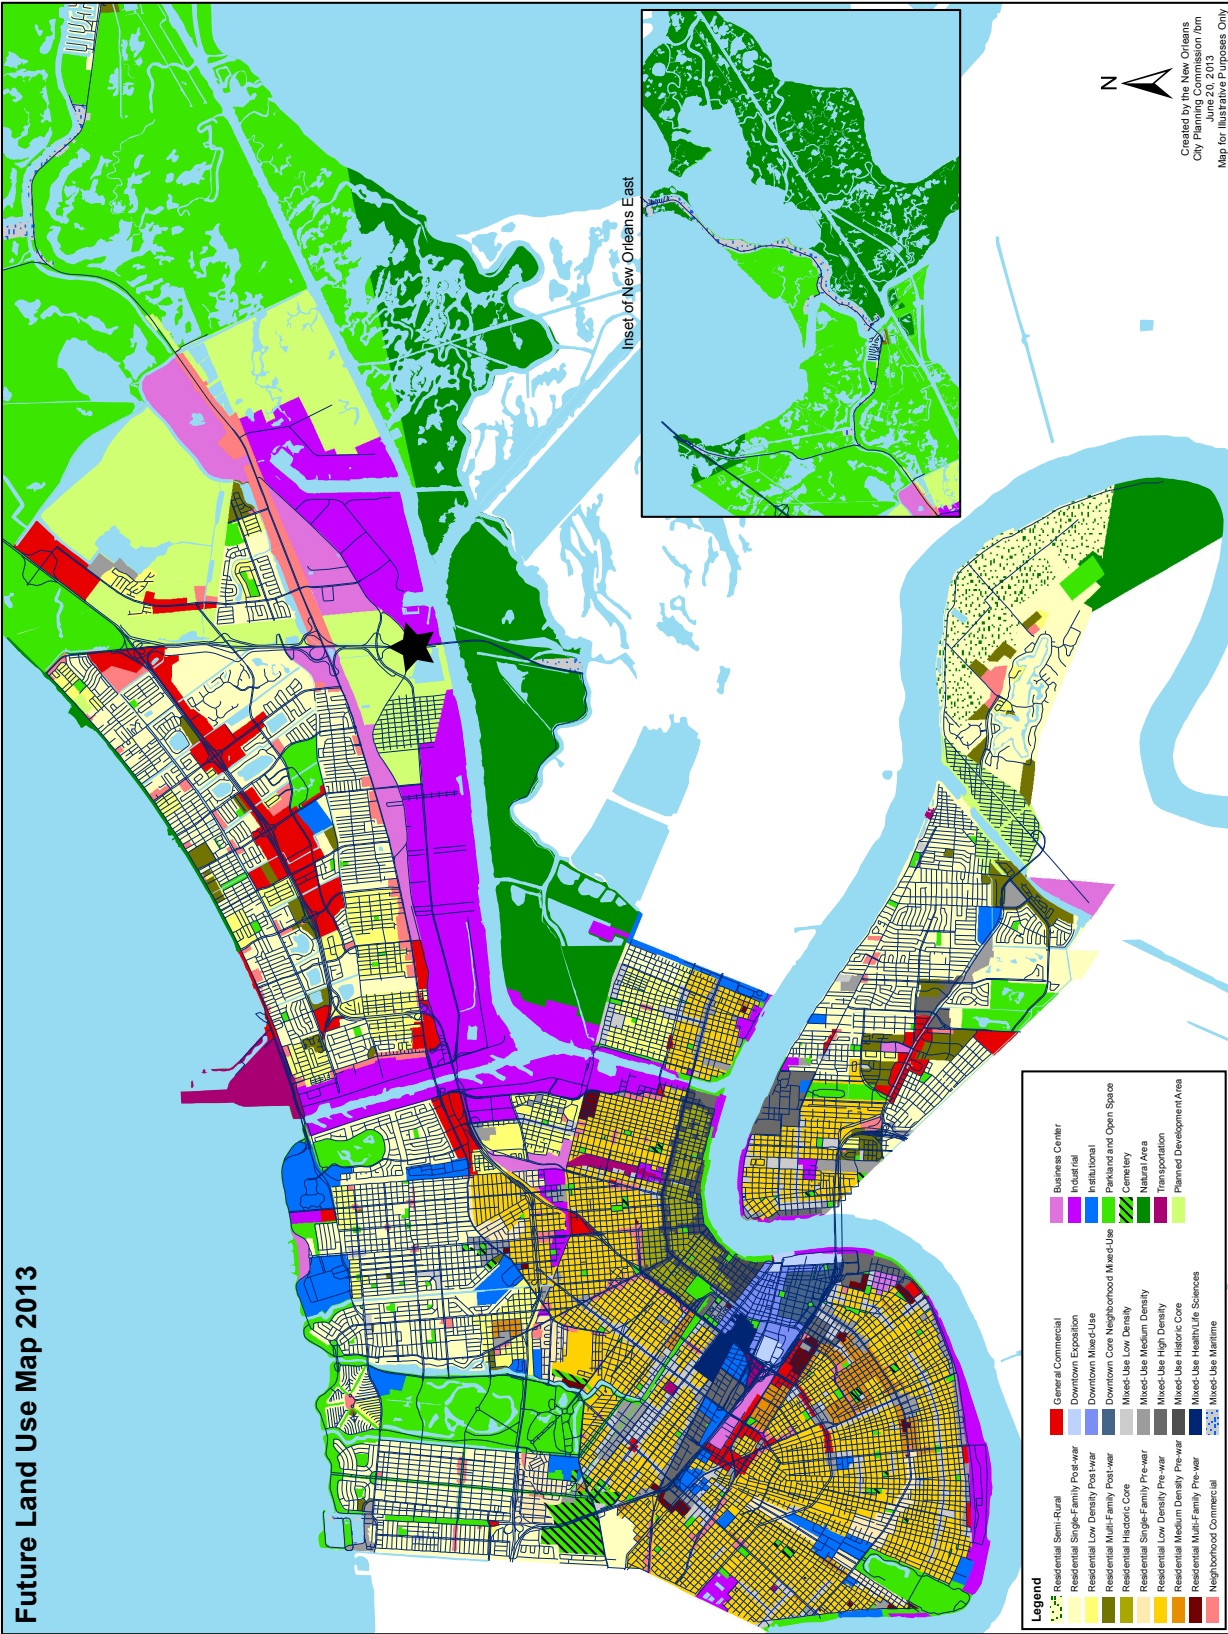 Future Land Use Map 2013
Inset of New Orleans East
N
Created by the New Orleans
City Planning Commission /bm
June 20, 2013
Map for Illustrative Purposes Only
Legend
Residential Semi-Rural
Residential Single-Family Post-war
Residential Low Density Post-war
Residential Multi-Family Post-war
Residential Historic Core
Residential Single-Family Pre-war
Residential Low Density Pre-war
Residential Medium Density Pre-war
Residential Multi-Family Pre-war
Neighborhood Commercial
General Commercial
Downtown Exposition
Downtown Mixed-Use
Downtown Core Neighborhood Mixed-Use
Mixed-Use Low Density
Mixed-Use Medium Density
Mixed-Use High Density
Mixed-Use Historic Core
Mixed-Use Health/Life Sciences
Mixed-Use Maritime
Business Center
Industrial
Institutional
Parkland and Open Space
Cemetery
Natural Area
Transportation
Planned Development Area